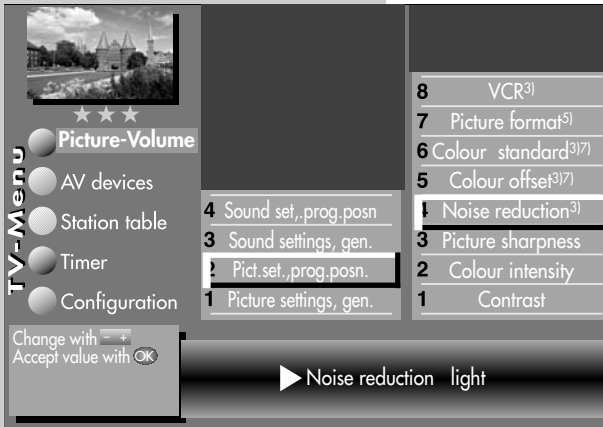 TV-Menu
Picture-Volume
AV devices
Station table
Timer
Configuration
4 Sound set,.prog.posn
3 Sound settings, gen.
2 Pict.set.,prog.posn.
1 Picture settings, gen.
8 VCR3)
7 Picture format5)
6 Colour standard3)7)
5 Colour offset3)7)
4 Noise reduction3)
3 Picture sharpness
2 Colour intensity
1 Contrast
Change with - +
Accept value with OK
Noise reduction light